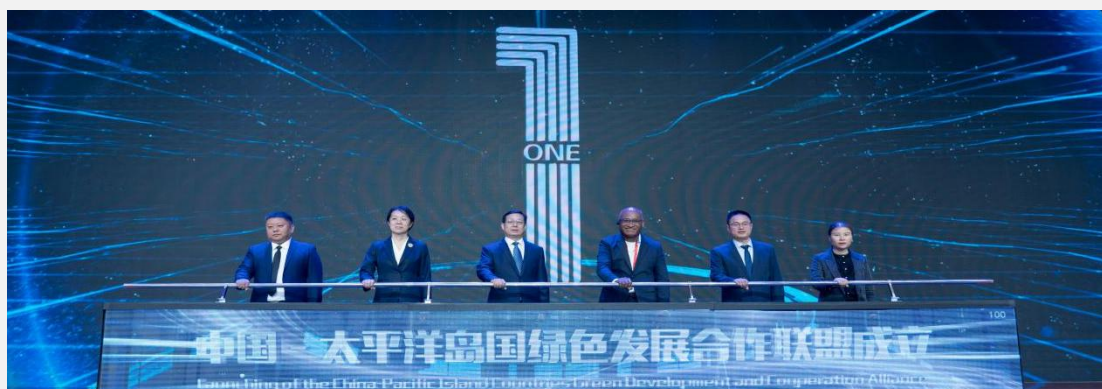 1
ONE
100
中国—太平洋岛国绿色发展合作联盟成立
Launching of the China-Pacific Island Countries Green Development and Cooperation Alliance